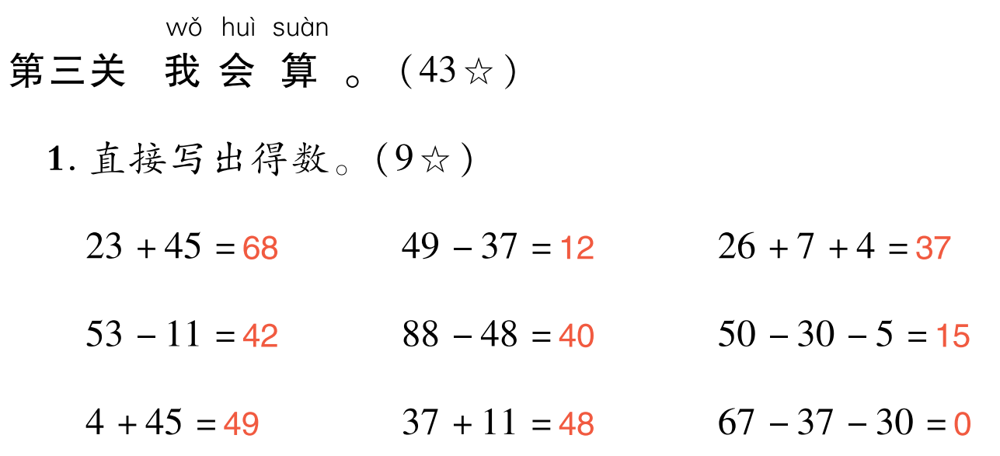 wǒ huì suàn
第三关 我会算。(43☆)
1. 直接写出得数。(9☆)
23 + 45 = 68 49 - 37 = 12 26 + 7 + 4 = 37
53 - 11 = 42 88 - 48 = 40 50 - 30 - 5 = 15
4 + 45 = 49 37 + 11 = 48 67 - 37 - 30 = 0